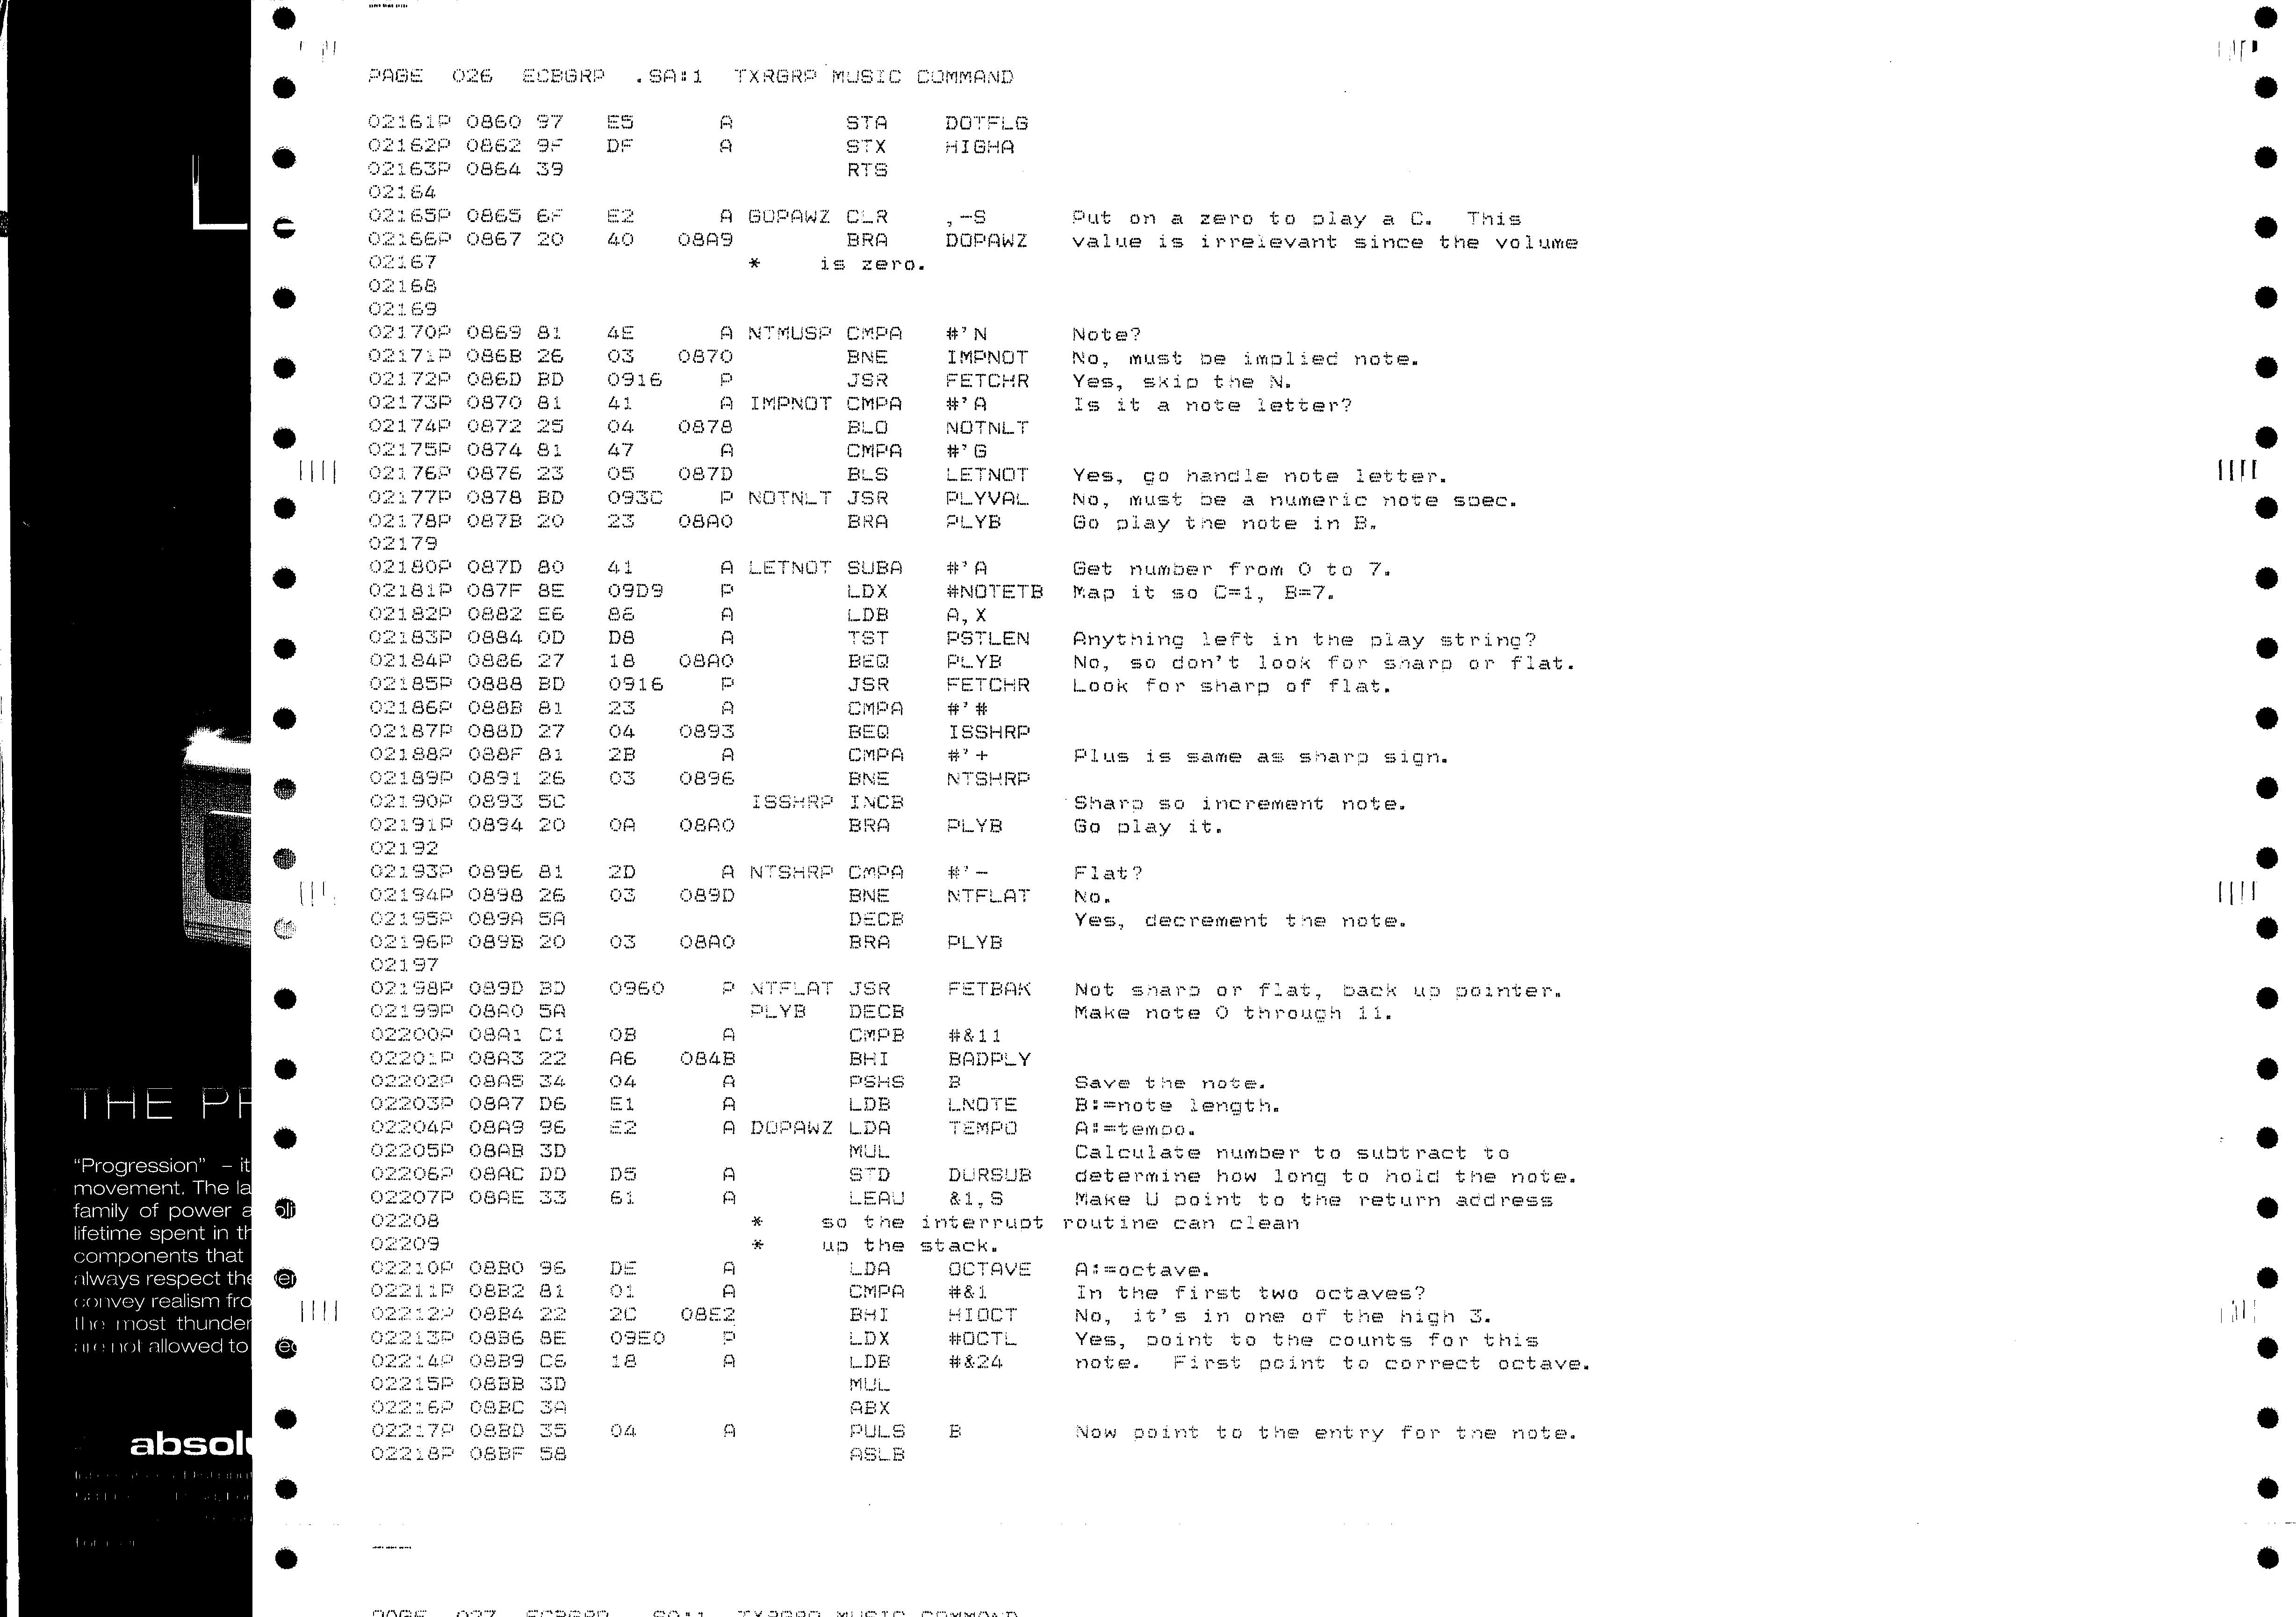 PAGE 026 ECBGRP .SA:1 TXRGRP MUSIC COMMAND
02161P 0860 97 E5 A STA DOTFLG
02162P 0862 9F DF A STX HIGHA
02163P 0864 39 RTS
02164
02165P 0865 6F E2 A GOPAWZ CLR ,-S Put on a zero to play a C. This
02166P 0867 20 40 08A9 BRA DOPAWZ value is irrelevant since the volume
02167 * is zero.
02168
02169
02170P 0869 81 4E A NTMUSP CMPA #'N Note?
02171P 086B 26 03 0870 BNE IMPNOT No, must be implied note.
02172P 086D BD 0916 P JSR FETCHR Yes, skip the N.
02173P 0870 81 41 A IMPNOT CMPA #'A Is it a note letter?
02174P 0872 25 04 0878 BLO NOTNLT
02175P 0874 81 47 A CMPA #'G
02176P 0876 23 05 087D BLS LETNOT Yes, go handle note letter.
02177P 0878 BD 093C P NOTNLT JSR PLYVAL No, must be a numeric note spec.
02178P 087B 20 23 08A0 BRA PLYB Go play the note in B.
02179
02180P 087D 80 41 A LETNOT SUBA #'A Get number from 0 to 7.
02181P 087F 8E 09D9 P LDX #NOTETB Map it so C=1, B=7.
02182P 0882 E6 86 A LDB A,X
02183P 0884 0D D8 A TST PSTLEN Anything left in the play string?
02184P 0886 27 18 08A0 BEQ PLYB No, so don't look for sharp or flat.
02185P 0888 BD 0916 P JSR FETCHR Look for sharp of flat.
02186P 088B 81 23 A CMPA #'#
02187P 088D 27 04 0893 BEQ ISSHRP
02188P 088F 81 2B A CMPA #'+ Plus is same as sharp sign.
02189P 0891 26 03 0896 BNE NTSHRP
02190P 0893 5C ISSHRP INCB Sharp so increment note.
02191P 0894 20 0A 08A0 BRA PLYB Go play it.
02192
02193P 0896 81 2D A NTSHRP CMPA #'- Flat?
02194P 0898 26 03 089D BNE NTFLAT No.
02195P 089A 5A DECB Yes, decrement the note.
02196P 089B 20 03 08A0 BRA PLYB
02197
02198P 089D BD 0960 P NTFLAT JSR FETBAK Not sharp or flat, back up pointer.
02199P 08A0 5A PLYB DECB Make note 0 through 11.
02200P 08A1 C1 0B A CMPB #&11
02201P 08A3 22 A6 084B BHI BADPLY
02202P 08A5 34 04 A PSHS B Save the note.
02203P 08A7 D6 E1 A LDB LNOTE B:=note length.
02204P 08A9 96 E2 A DOPAWZ LDA TEMPO A:=tempo.
02205P 08AB 3D MUL Calculate number to subtract to
02206P 08AC DD D5 A STD DURSUB determine how long to hold the note.
02207P 08AE 33 61 A LEAU &1,S Make U point to the return address
02208 * so the interrupt routine can clean
02209 * up the stack.
02210P 08B0 96 DE A LDA OCTAVE A:=octave.
02211P 08B2 81 01 A CMPA #&1 In the first two octaves?
02212P 08B4 22 2C 08E2 BHI HIOCT No, it's in one of the high 3.
02213P 08B6 8E 09E0 P LDX #OCTL Yes, point to the counts for this
02214P 08B9 C6 18 A LDB #&24 note. First point to correct octave.
02215P 08BB 3D MUL
02216P 08BC 3A ABX
02217P 08BD 35 04 A PULS B Now point to the entry for the note.
02218P 08BF 58 ASLB
THE PR
"Progression" – it
movement. The la
family of power a
lifetime spent in th
components that
always respect the
convey realism fro
the most thunder
are not allowed to
absolu